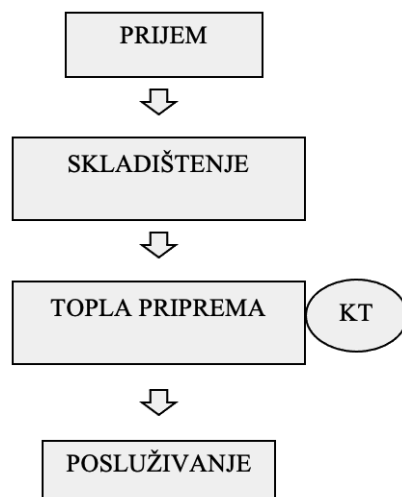 PRIJEM
SKLADIŠTENJE
TOPLA PRIPREMA
KT
POSLUŽIVANJE